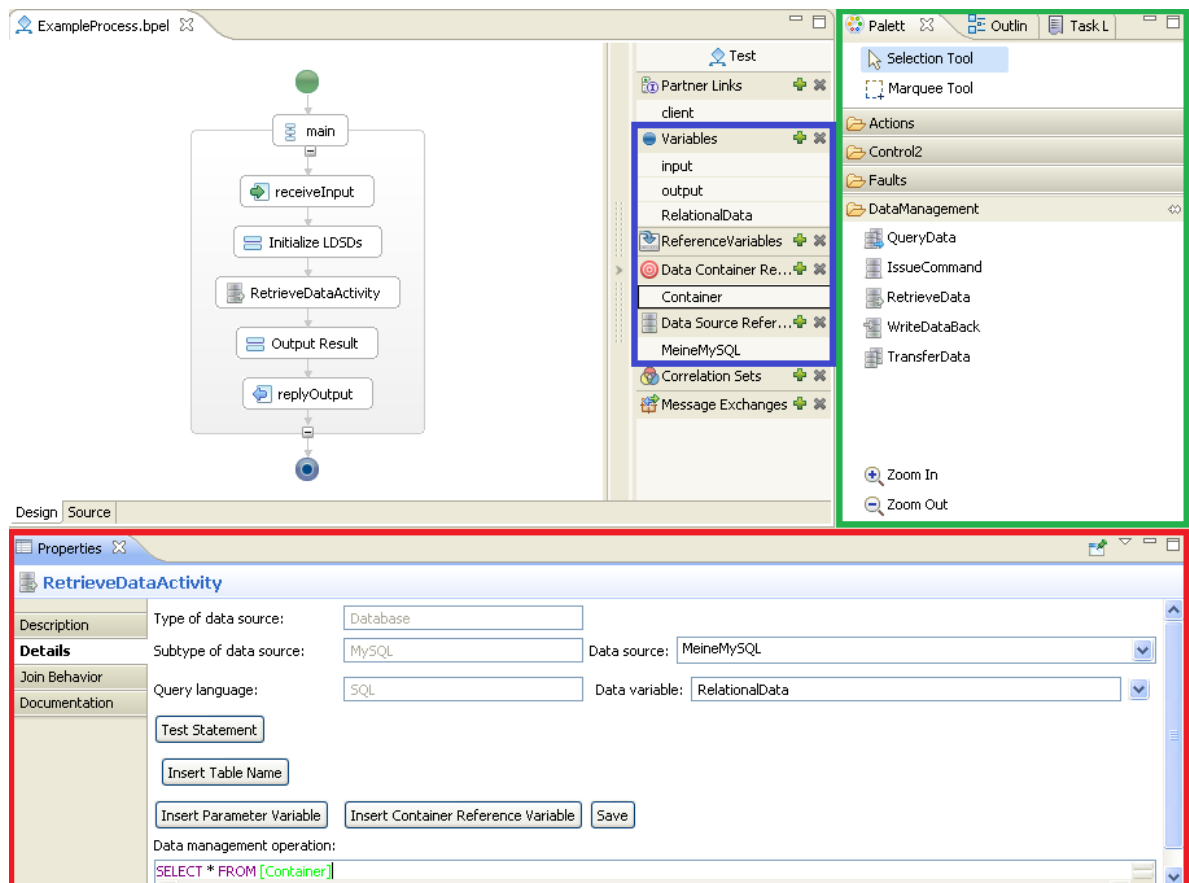 ExampleProcess.bpel
main
receiveInput
Initialize LDSDs
RetrieveDataActivity
Output Result
replyOutput
Design Source
Test
Partner Links
client
Variables
input
output
RelationalData
ReferenceVariables
Data Container Re...
Container
Data Source Refer...
MeineMySQL
Correlation Sets
Message Exchanges
Palett Outlin Task L
Selection Tool
Marquee Tool
Actions
Control2
Faults
DataManagement
QueryData
IssueCommand
RetrieveData
WriteDataBack
TransferData
Zoom In
Zoom Out
Properties
RetrieveDataActivity
Description
Details
Join Behavior
Documentation
Type of data source: Database
Subtype of data source: MySQL Data source: MeineMySQL
Query language: SQL Data variable: RelationalData
Test Statement
Insert Table Name
Insert Parameter Variable Insert Container Reference Variable Save
Data management operation:
SELECT * FROM [Container]